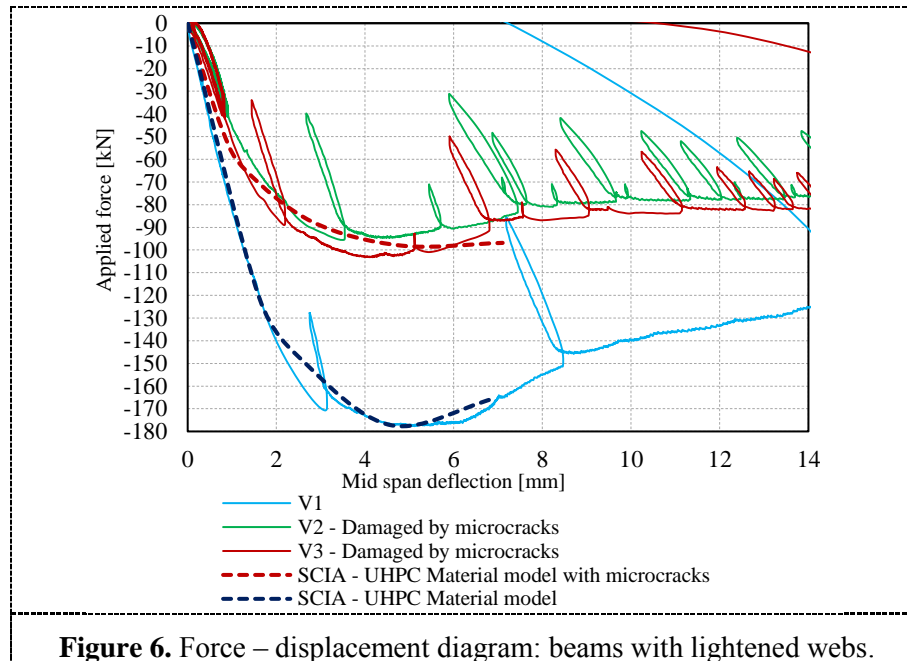 0
-10
-20
-30
-40
-50
-60
-70
-80
-90
-100
-110
-120
-130
-140
-150
-160
-170
-180
Applied force [kN]
0 2 4 6 8 10 12 14
Mid span deflection [mm]
V1
V2 - Damaged by microcracks
V3 - Damaged by microcracks
SCIA - UHPC Material model with microcracks
SCIA - UHPC Material model
Figure 6. Force – displacement diagram: beams with lightened webs.